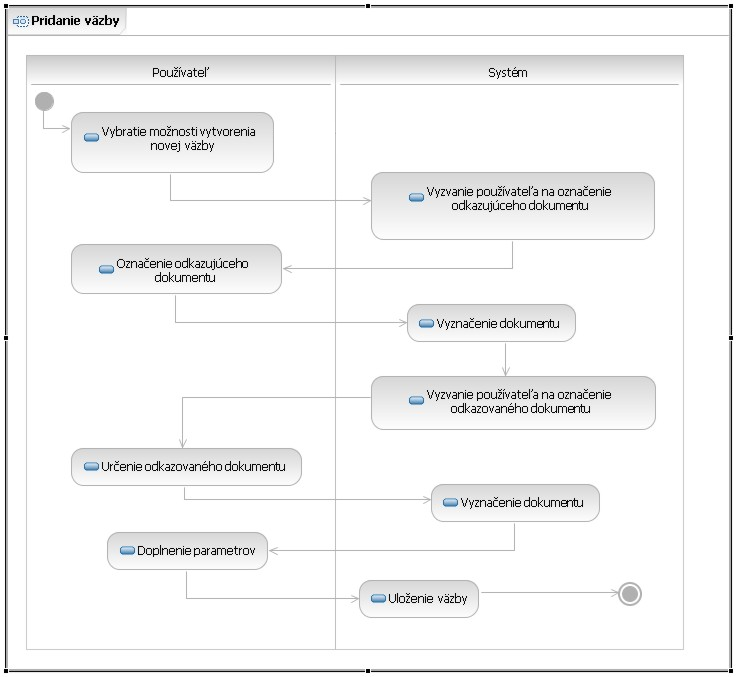 Pridanie väzby
Používateľ
Systém
Vybratie možnosti vytvorenia
novej väzby
Vyzvanie používateľa na označenie
odkazujúceho dokumentu
Označenie odkazujúceho
dokumentu
Vyznačenie dokumentu
Vyzvanie používateľa na označenie
odkazovaného dokumentu
Určenie odkazovaného dokumentu
Vyznačenie dokumentu
Doplnenie parametrov
Uloženie väzby